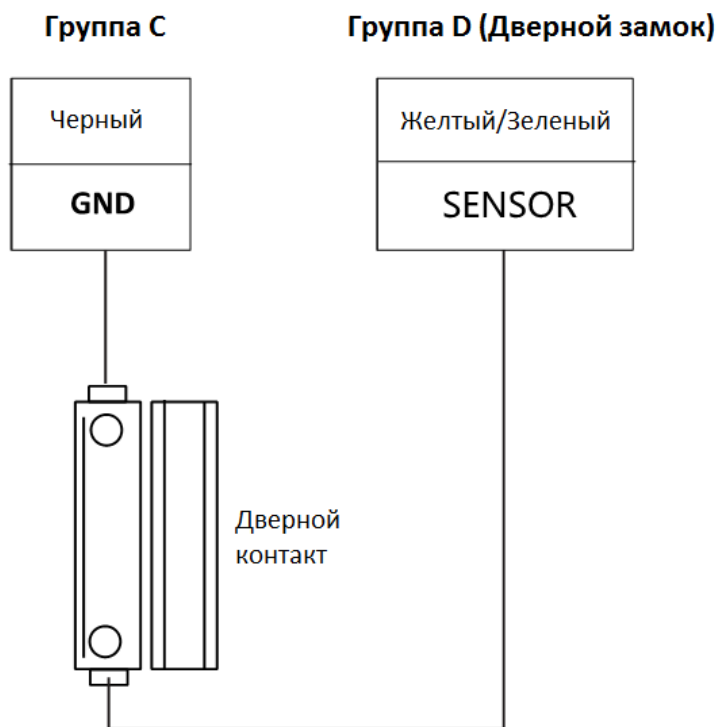 Группа C
Группа D (Дверной замок)
Черный
GND
Желтый/Зеленый
SENSOR
Дверной
контакт